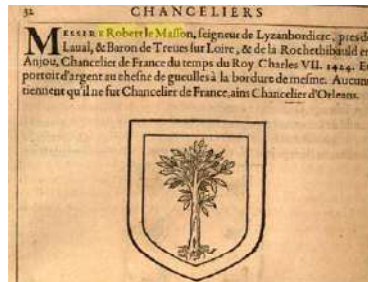 32 CHANCELIERS
MESSIRE Robert le Masson, seigneur de Lyzanbordiere, pres de
Laual, & Baron de Treues sur Loire, & de la Rochethibauld en
Anjou, Chancelier de France du temps du Roy Charles VII. 1424. Et
portoit d'argent au chesne de gueulles à la bordure de mesme. Aucuns
tiennent qu'il ne fut Chancelier de France, ains Chancelier d'Orleans.